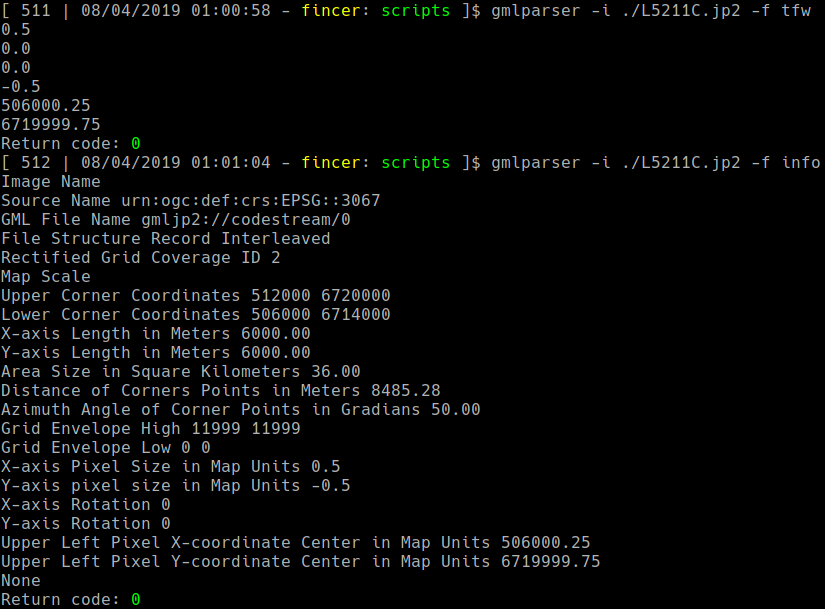 [ 511 | 08/04/2019 01:00:58 - fincer: scripts ]$ gmlparser -i ./L5211C.jp2 -f tfw
0.5
0.0
0.0
-0.5
506000.25
6719999.75
Return code: 0
[ 512 | 08/04/2019 01:01:04 - fincer: scripts ]$ gmlparser -i ./L5211C.jp2 -f info
Image Name
Source Name urn:ogc:def:crs:EPSG::3067
GML File Name gmljp2://codestream/0
File Structure Record Interleaved
Rectified Grid Coverage ID 2
Map Scale
Upper Corner Coordinates 512000 6720000
Lower Corner Coordinates 506000 6714000
X-axis Length in Meters 6000.00
Y-axis Length in Meters 6000.00
Area Size in Square Kilometers 36.00
Distance of Corners Points in Meters 8485.28
Azimuth Angle of Corner Points in Gradians 50.00
Grid Envelope High 11999 11999
Grid Envelope Low 0 0
X-axis Pixel Size in Map Units 0.5
Y-axis pixel size in Map Units -0.5
X-axis Rotation 0
Y-axis Rotation 0
Upper Left Pixel X-coordinate Center in Map Units 506000.25
Upper Left Pixel Y-coordinate Center in Map Units 6719999.75
None
Return code: 0